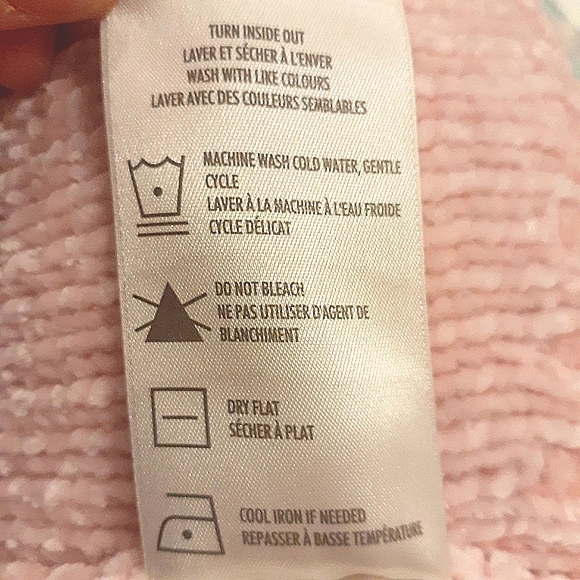 TURN INSIDE OUT
LAVER ET SÉCHER À L'ENVER
WASH WITH LIKE COLOURS
LAVER AVEC DES COULEURS SEMBLABLES
MACHINE WASH COLD WATER, GENTLE
CYCLE
LAVER À LA MACHINE À L'EAU FROIDE
CYCLE DÉLICAT
DO NOT BLEACH
NE PAS UTILISER D'AGENT DE
BLANCHIMENT
DRY FLAT
SÉCHER À PLAT
COOL IRON IF NEEDED
REPASSER À BASSE TEMPÉRATURE